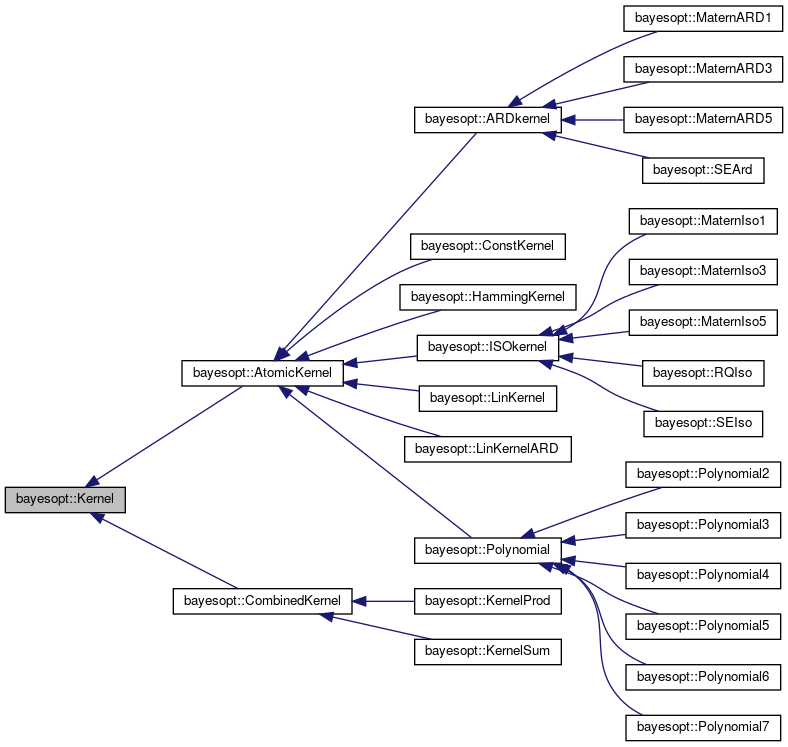 bayesopt::MaternARD1
bayesopt::MaternARD3
bayesopt::ARDkernel
bayesopt::MaternARD5
bayesopt::SEArd
bayesopt::MaternIso1
bayesopt::ConstKernel
bayesopt::MaternIso3
bayesopt::HammingKernel
bayesopt::MaternIso5
bayesopt::ISOkernel
bayesopt::AtomicKernel
bayesopt::RQIso
bayesopt::LinKernel
bayesopt::SEIso
bayesopt::LinKernelARD
bayesopt::Polynomial2
bayesopt::Kernel
bayesopt::Polynomial3
bayesopt::Polynomial
bayesopt::Polynomial4
bayesopt::CombinedKernel
bayesopt::KernelProd
bayesopt::Polynomial5
bayesopt::KernelSum
bayesopt::Polynomial6
bayesopt::Polynomial7